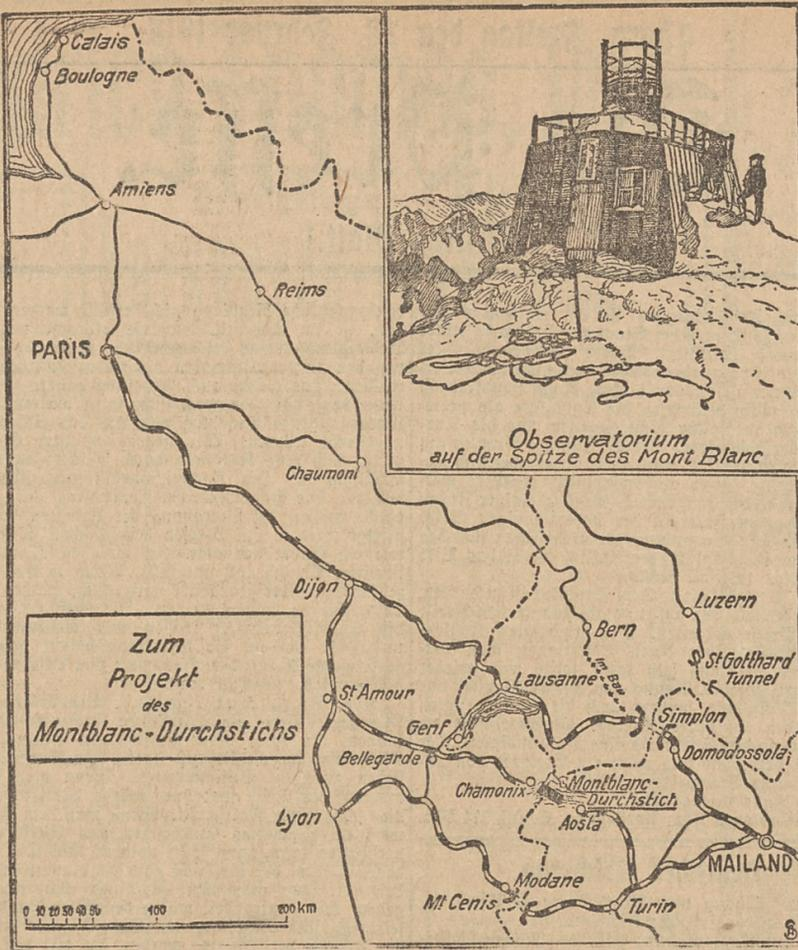 Calais
Boulogne
Amiens
Reims
PARIS
Chaumont
Observatorium
auf der Spitze des Mont Blanc
Dijon
Luzern
Bern
im Bau
St Gotthard
Tunnel
Zum
Projekt
des
Montblanc-Durchstichs
St Amour
Lausanne
Genf
Simplon
Bellegarde
Domodossola
Chamonix
Montblanc-
Durchstich
Aosta
Lyon
MAILAND
Modane
Mt Cenis
Turin
0 10 20 30 40 50 100 200 km